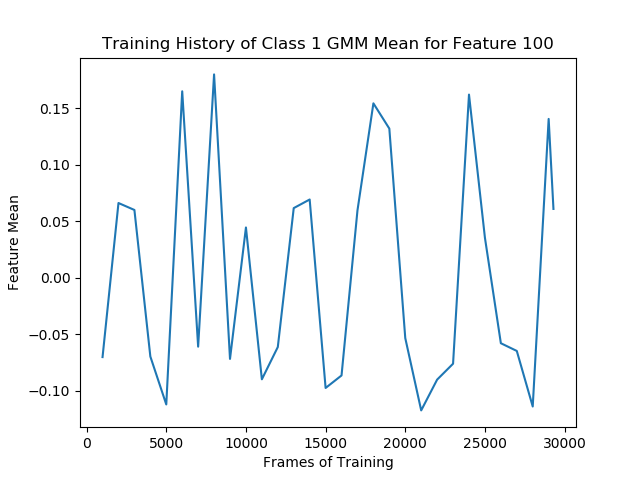 Training History of Class 1 GMM Mean for Feature 100
0.15
0.10
0.05
0.00
−0.05
−0.10
Feature Mean
0 5000 10000 15000 20000 25000 30000
Frames of Training